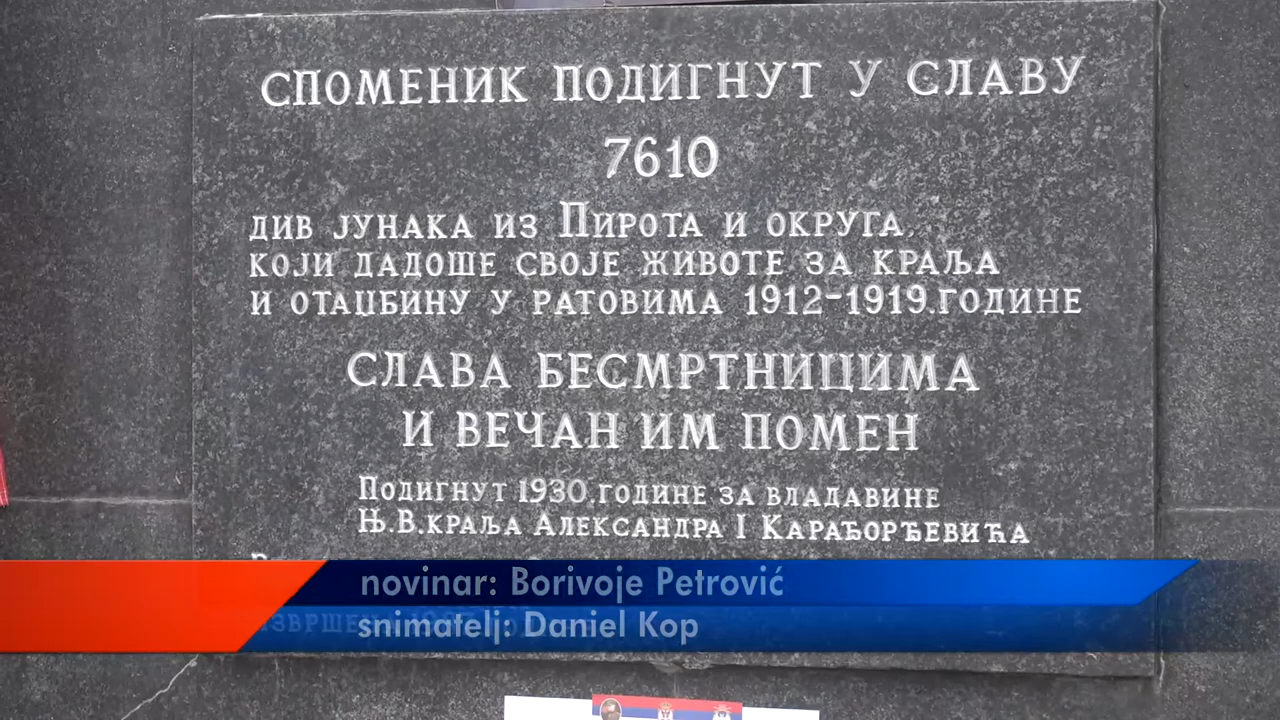 СПОМЕНИК ПОДИГНУТ У СЛАВУ
7610
ДИВ ЈУНАКА ИЗ ПИРОТА И ОКРУГА,
КОЈИ ДАДОШЕ СВОЈЕ ЖИВОТЕ ЗА КРАЉА
И ОТАЏБИНУ У РАТОВИМА 1912-1919.ГОДИНЕ
СЛАВА БЕСМРТНИЦИМА
И ВЕЧАН ИМ ПОМЕН
ПОДИГНУТ 1930.ГОДИНЕ ЗА ВЛАДАВИНЕ
Њ.В.КРАЉА АЛЕКСАНДРА I КАРАЂОРЂЕВИЋА
novinar: Borivoje Petrović
snimatelj: Daniel Kop